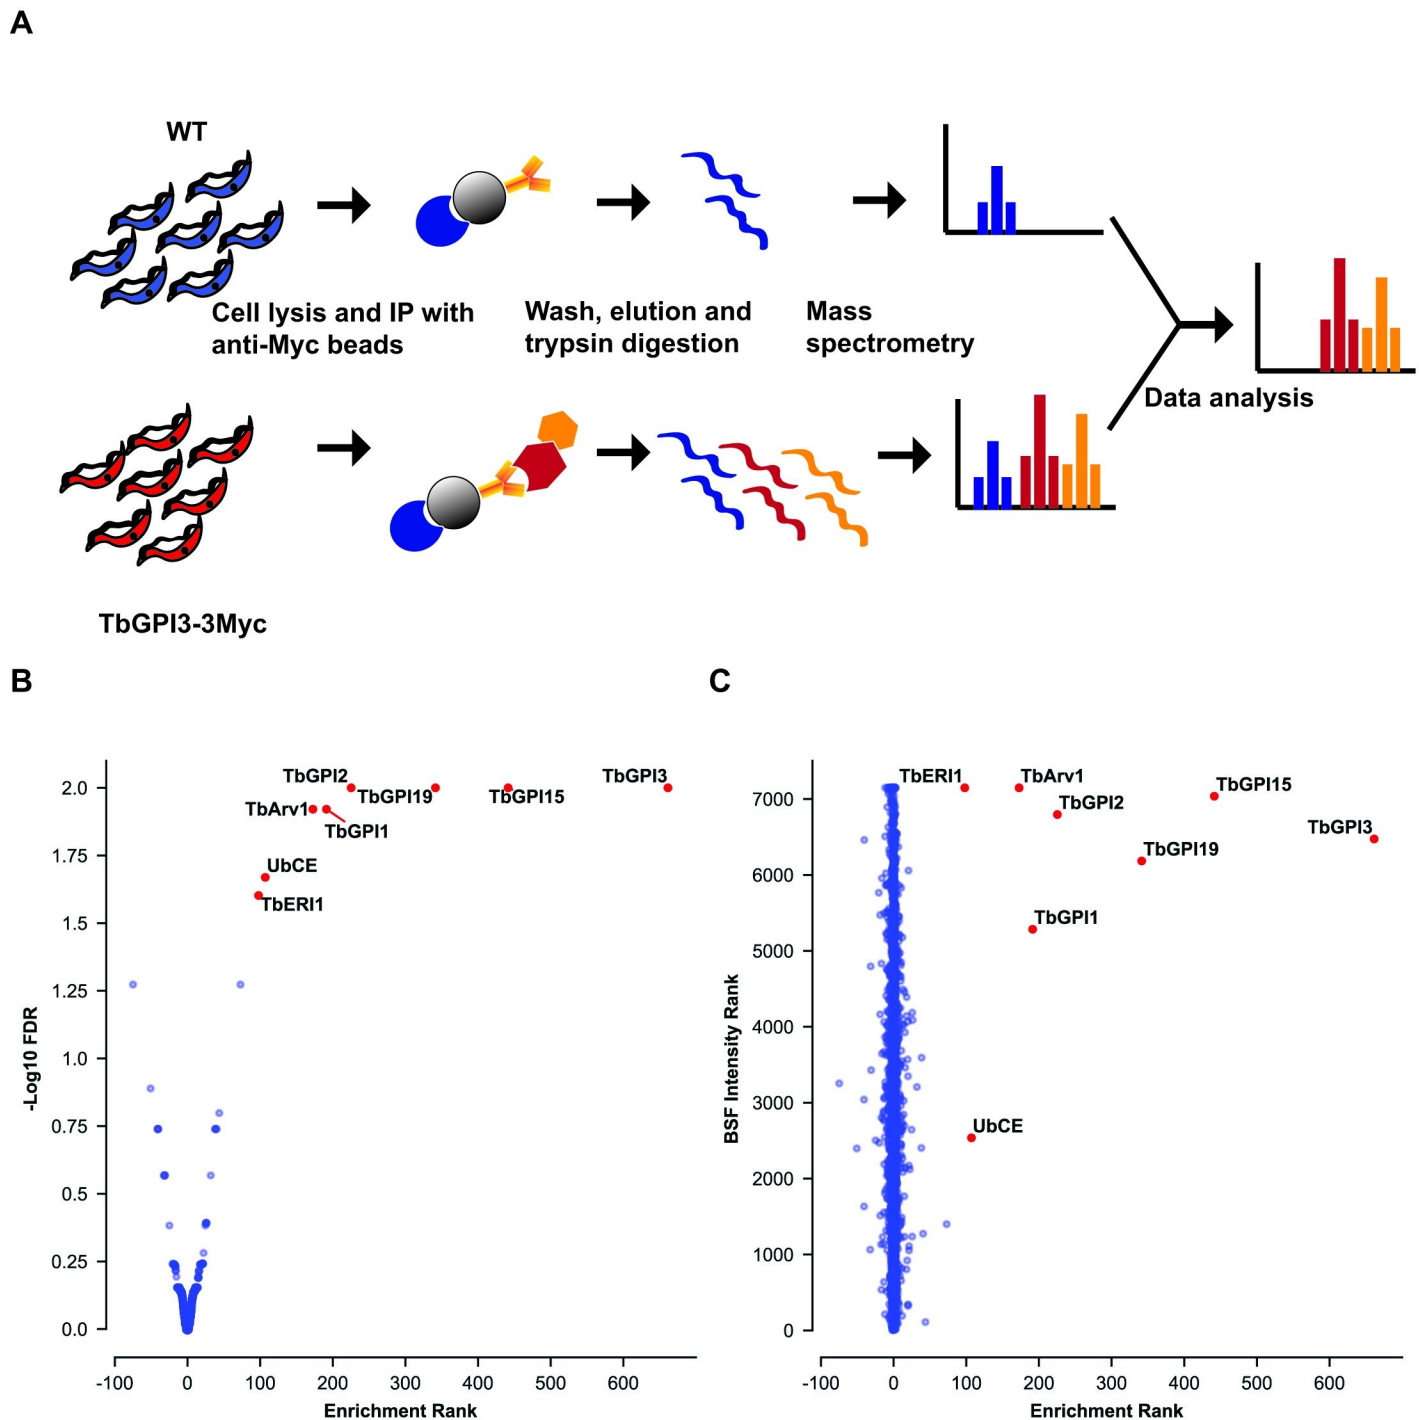 A
WT
Cell lysis and IP with
anti-Myc beads
Wash, elution and
trypsin digestion
Mass
spectrometry
Data analysis
TbGPI3-3Myc
B
-Log10 FDR
2.0
1.75
1.5
1.25
1.0
0.75
0.5
0.25
0.0
TbGPI2
TbGPI19
TbGPI15
TbGPI3
TbArv1
TbGPI1
UbCE
TbERI1
-100
0
100
200
300
400
500
600
Enrichment Rank
C
BSF Intensity Rank
7000
6000
5000
4000
3000
2000
1000
0
TbERI1
TbArv1
TbGPI2
TbGPI15
TbGPI3
TbGPI19
TbGPI1
UbCE
-100
0
100
200
300
400
500
600
Enrichment Rank